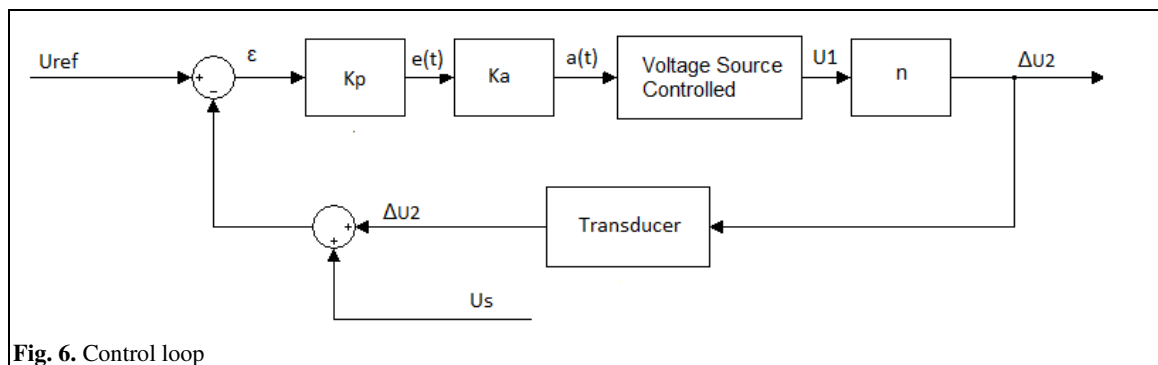 Uref
+
−
ε
Kp
e(t)
Ka
a(t)
Voltage Source
Controlled
U1
n
ΔU2
Transducer
ΔU2
+
+
Us
Fig. 6. Control loop